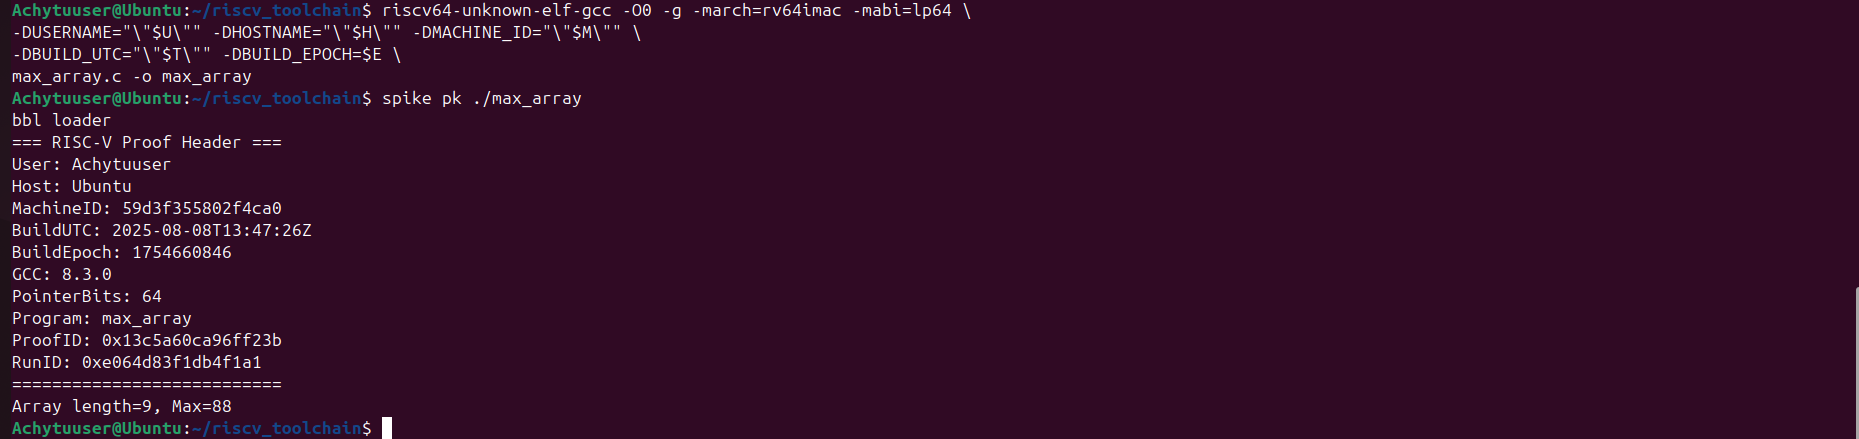 Achytuuser@Ubuntu:~/riscv_toolchain$ riscv64-unknown-elf-gcc -O0 -g -march=rv64imac -mabi=lp64 \
-DUSERNAME="\"$U\"" -DHOSTNAME="\"$H\"" -DMACHINE_ID="\"$M\"" \
-DBUILD_UTC="\"$T\"" -DBUILD_EPOCH=$E \
max_array.c -o max_array
Achytuuser@Ubuntu:~/riscv_toolchain$ spike pk ./max_array
bbl loader
=== RISC-V Proof Header ===
User: Achytuuser
Host: Ubuntu
MachineID: 59d3f355802f4ca0
BuildUTC: 2025-08-08T13:47:26Z
BuildEpoch: 1754660846
GCC: 8.3.0
PointerBits: 64
Program: max_array
ProofID: 0x13c5a60ca96ff23b
RunID: 0xe064d83f1db4f1a1
===========================
Array length=9, Max=88
Achytuuser@Ubuntu:~/riscv_toolchain$